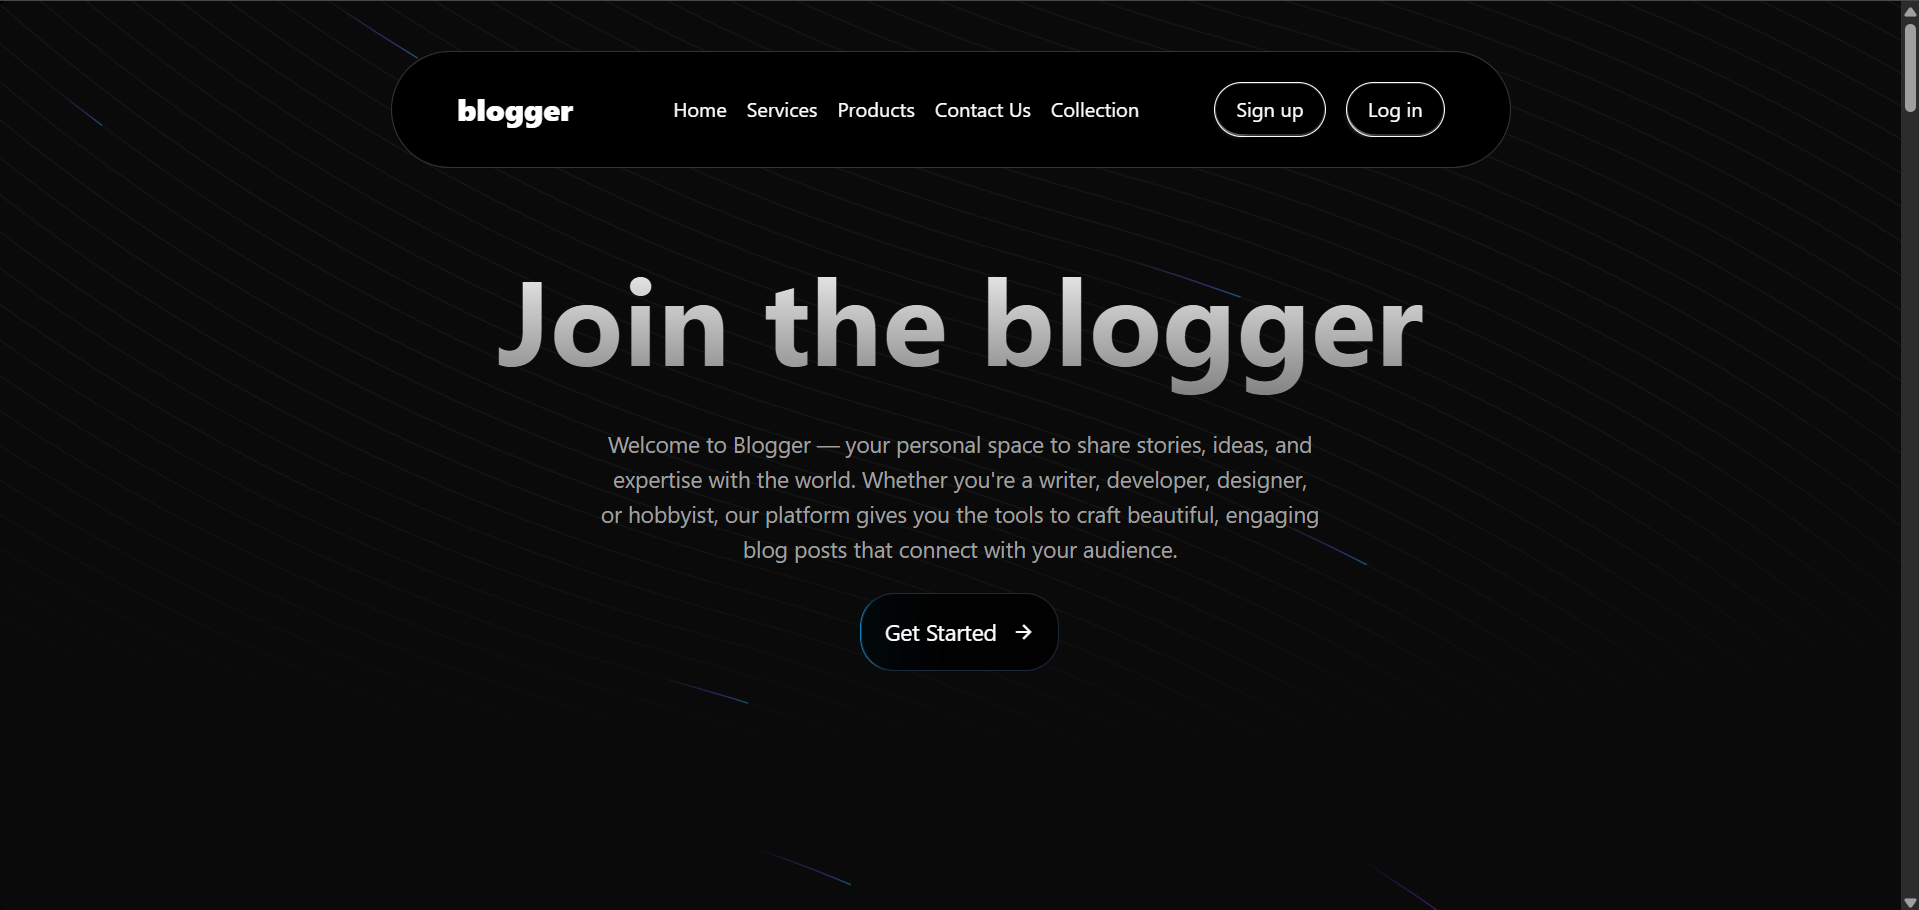 blogger
Home Services Products Contact Us Collection
Sign up Log in
Join the blogger
Welcome to Blogger — your personal space to share stories, ideas, and
expertise with the world. Whether you're a writer, developer, designer,
or hobbyist, our platform gives you the tools to craft beautiful, engaging
blog posts that connect with your audience.
Get Started →